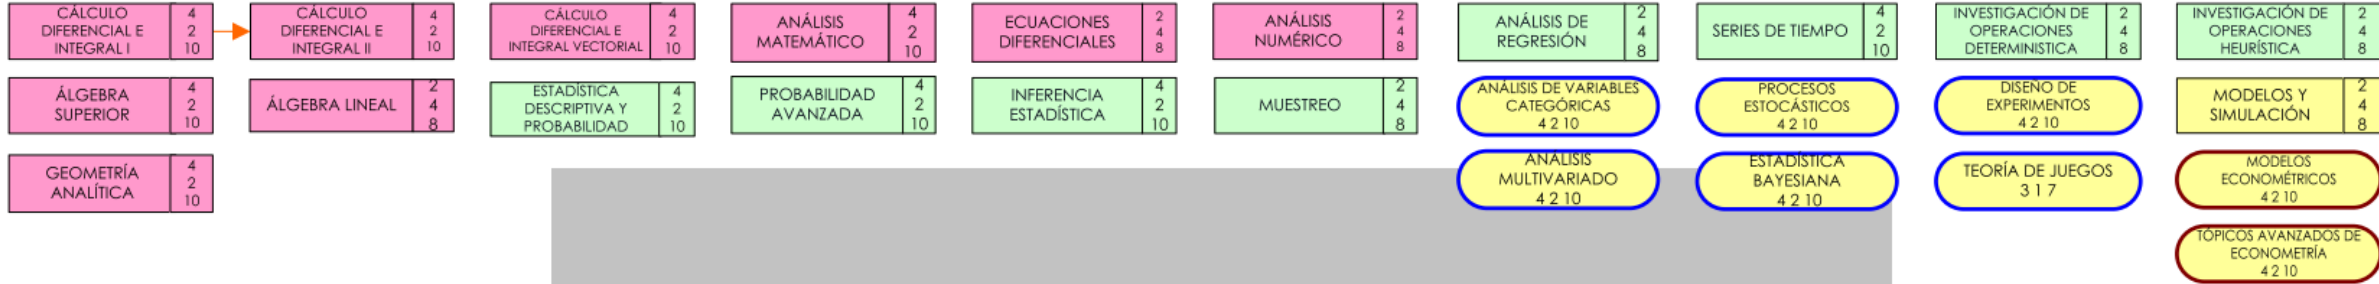 CÁLCULO
DIFERENCIAL E
INTEGRAL I
4
2
10
CÁLCULO
DIFERENCIAL E
INTEGRAL II
4
2
10
CÁLCULO
DIFERENCIAL E
INTEGRAL VECTORIAL
4
2
10
ANÁLISIS
MATEMÁTICO
4
2
10
ECUACIONES
DIFERENCIALES
2
4
8
ANÁLISIS
NUMÉRICO
2
4
8
ANÁLISIS DE
REGRESIÓN
2
4
8
SERIES DE TIEMPO
4
2
10
INVESTIGACIÓN DE
OPERACIONES
DETERMINISTICA
2
4
8
INVESTIGACIÓN DE
OPERACIONES
HEURÍSTICA
2
4
8
ÁLGEBRA
SUPERIOR
4
2
10
ÁLGEBRA LINEAL
2
4
8
ESTADÍSTICA
DESCRIPTIVA Y
PROBABILIDAD
4
2
10
PROBABILIDAD
AVANZADA
4
2
10
INFERENCIA
ESTADÍSTICA
4
2
10
MUESTREO
2
4
8
ANÁLISIS DE VARIABLES
CATEGÓRICAS
4 2 10
PROCESOS
ESTOCÁSTICOS
4 2 10
DISEÑO DE
EXPERIMENTOS
4 2 10
MODELOS Y
SIMULACIÓN
2
4
8
GEOMETRÍA
ANALÍTICA
4
2
10
ANÁLISIS
MULTIVARIADO
4 2 10
ESTADÍSTICA
BAYESIANA
4 2 10
TEORÍA DE JUEGOS
3 1 7
MODELOS
ECONOMÉTRICOS
4 2 10
TÓPICOS AVANZADOS DE
ECONOMETRÍA
4 2 10